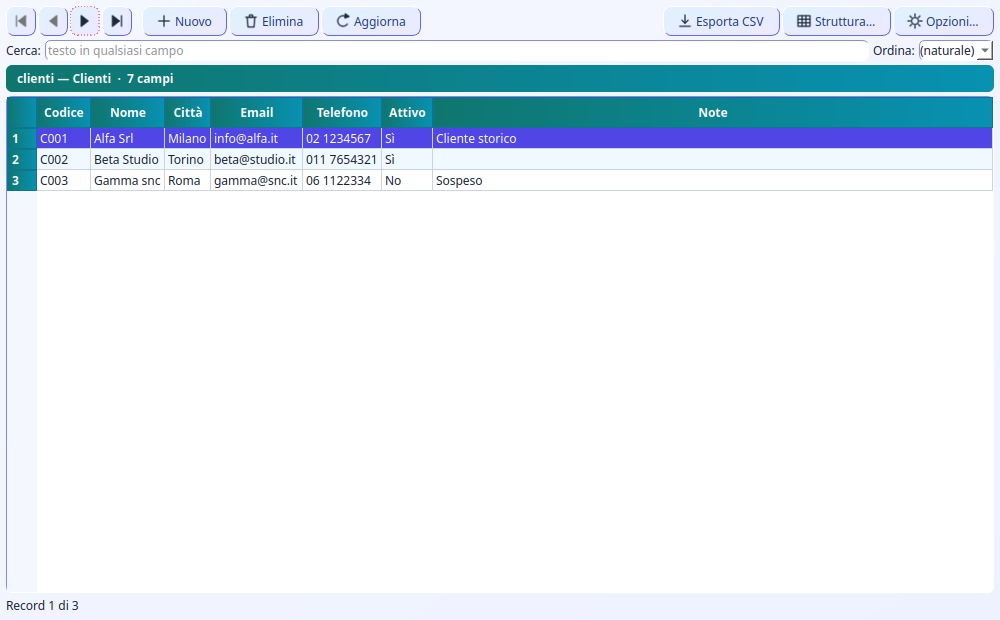 Nuovo Elimina Aggiorna Esporta CSV Struttura... Opzioni...
Cerca: testo in qualsiasi campo Ordina: (naturale)
clienti — Clienti · 7 campi
Codice Nome Città Email Telefono Attivo Note
1 C001 Alfa Srl Milano info@alfa.it 02 1234567 Sì Cliente storico
2 C002 Beta Studio Torino beta@studio.it 011 7654321 Sì
3 C003 Gamma snc Roma gamma@snc.it 06 1122334 No Sospeso
Record 1 di 3